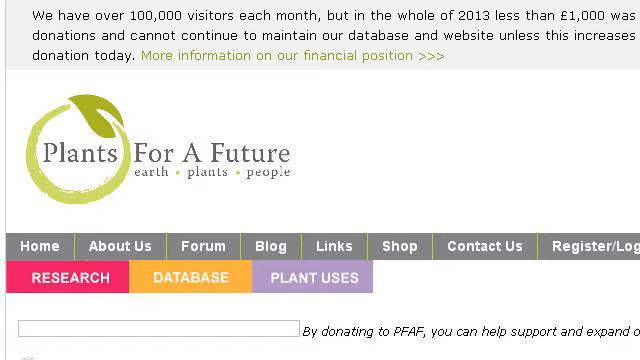 We have over 100,000 visitors each month, but in the whole of 2013 less than £1,000 was
donations and cannot continue to maintain our database and website unless this increases
donation today. More information on our financial position >>>
Plants For A Future
earth • plants • people
Home About Us Forum Blog Links Shop Contact Us Register/Log
RESEARCH DATABASE PLANT USES
By donating to PFAF, you can help support and expand o